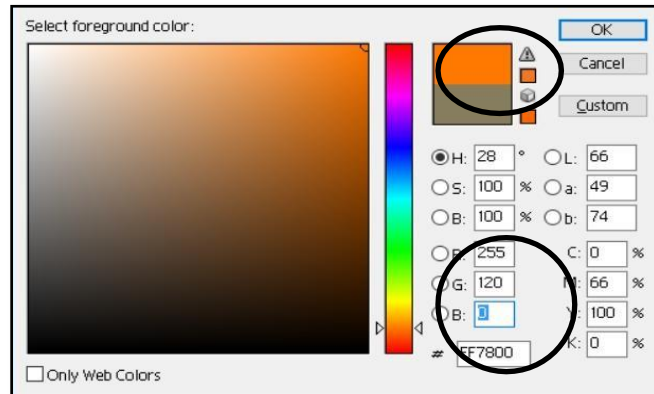 Select foreground color:
OK
Cancel
Custom
H: 28 °
L: 66
S: 100 %
a: 49
B: 100 %
b: 74
R: 255
C: 0 %
G: 120
M: 66 %
B: 0
Y: 100 %
# FF7800
K: 0 %
Only Web Colors